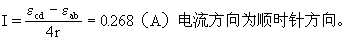 I = (ε_cd − ε_ab) / 4r = 0.268（A）电流方向为顺时针方向。